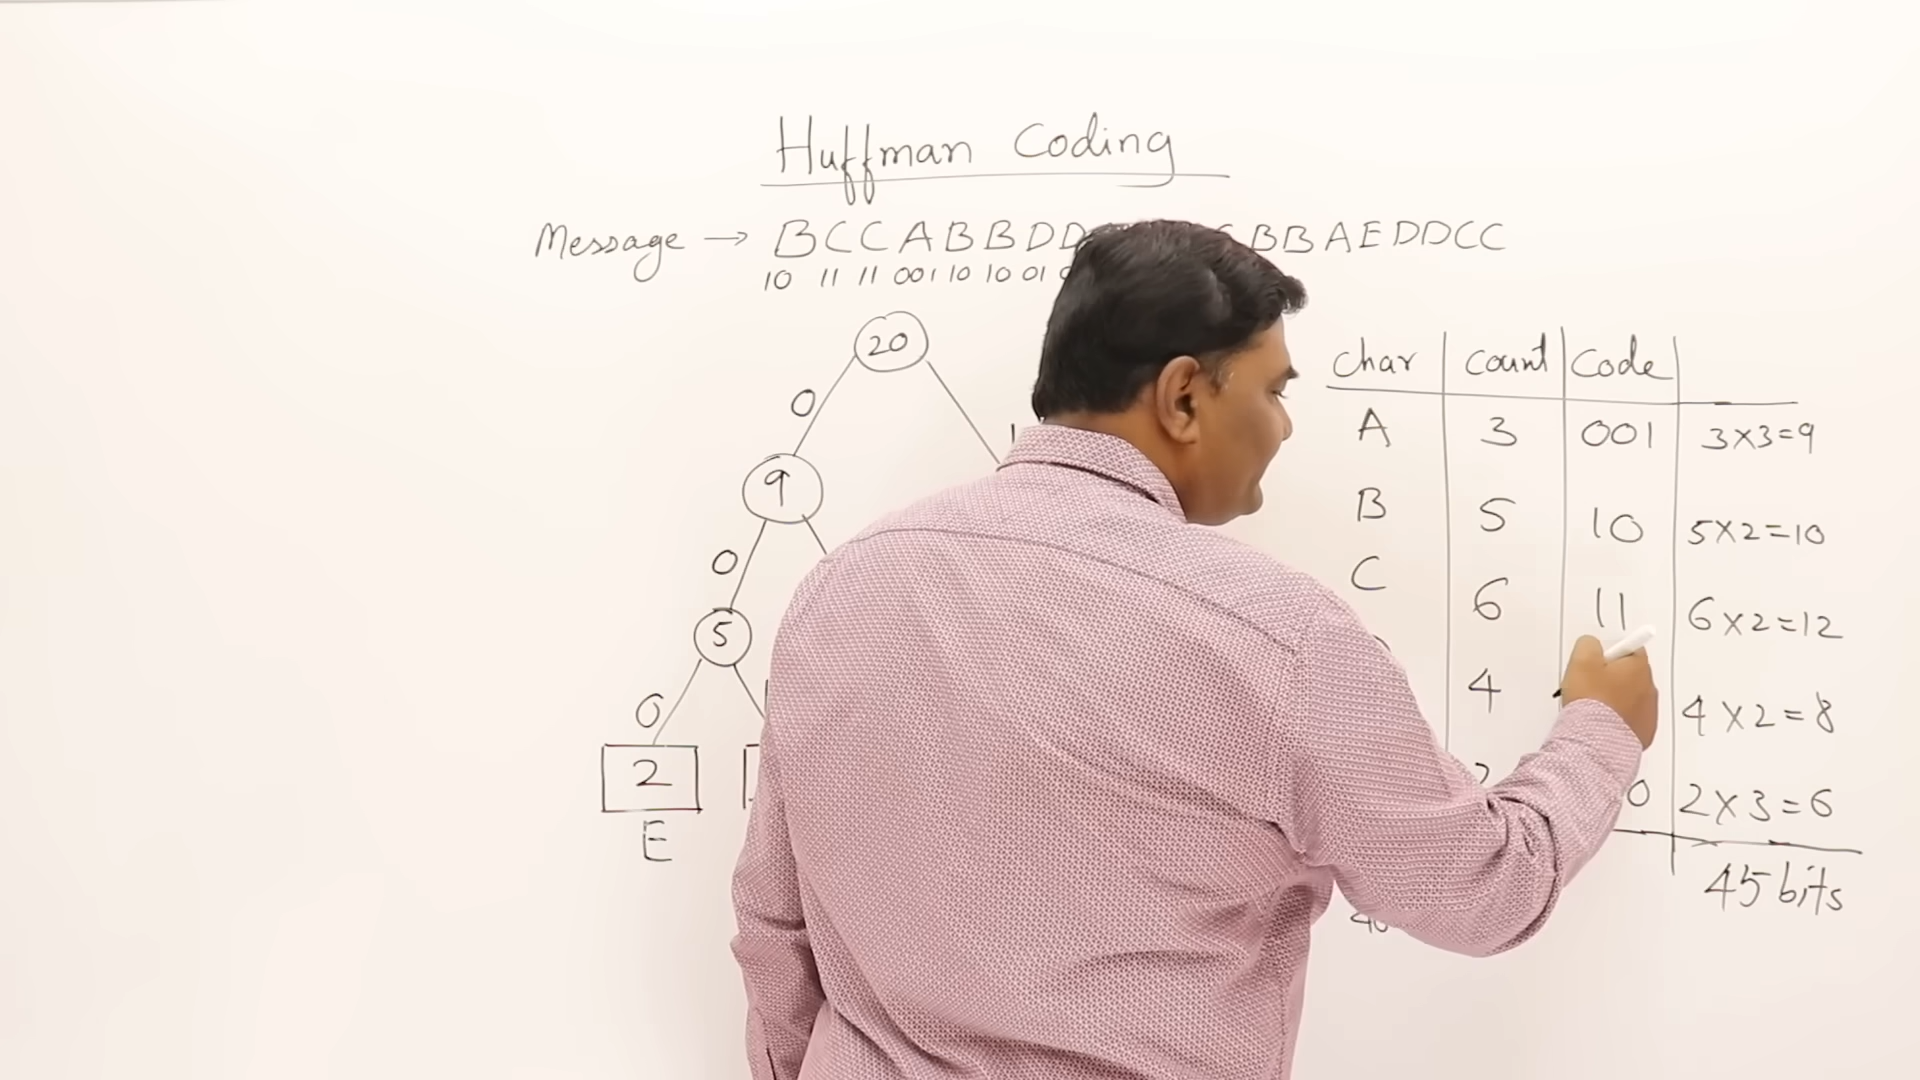 Huffman Coding
Message → BCCABBDD BBAEDDCC
10 11 11 001 10 10 01
20
0 1
9
0
5
0
2
E
char count Code
A 3 001 3×3=9
B 5 10 5×2=10
C 6 11 6×2=12
4 4×2=8
0 2×3=6
45 bits